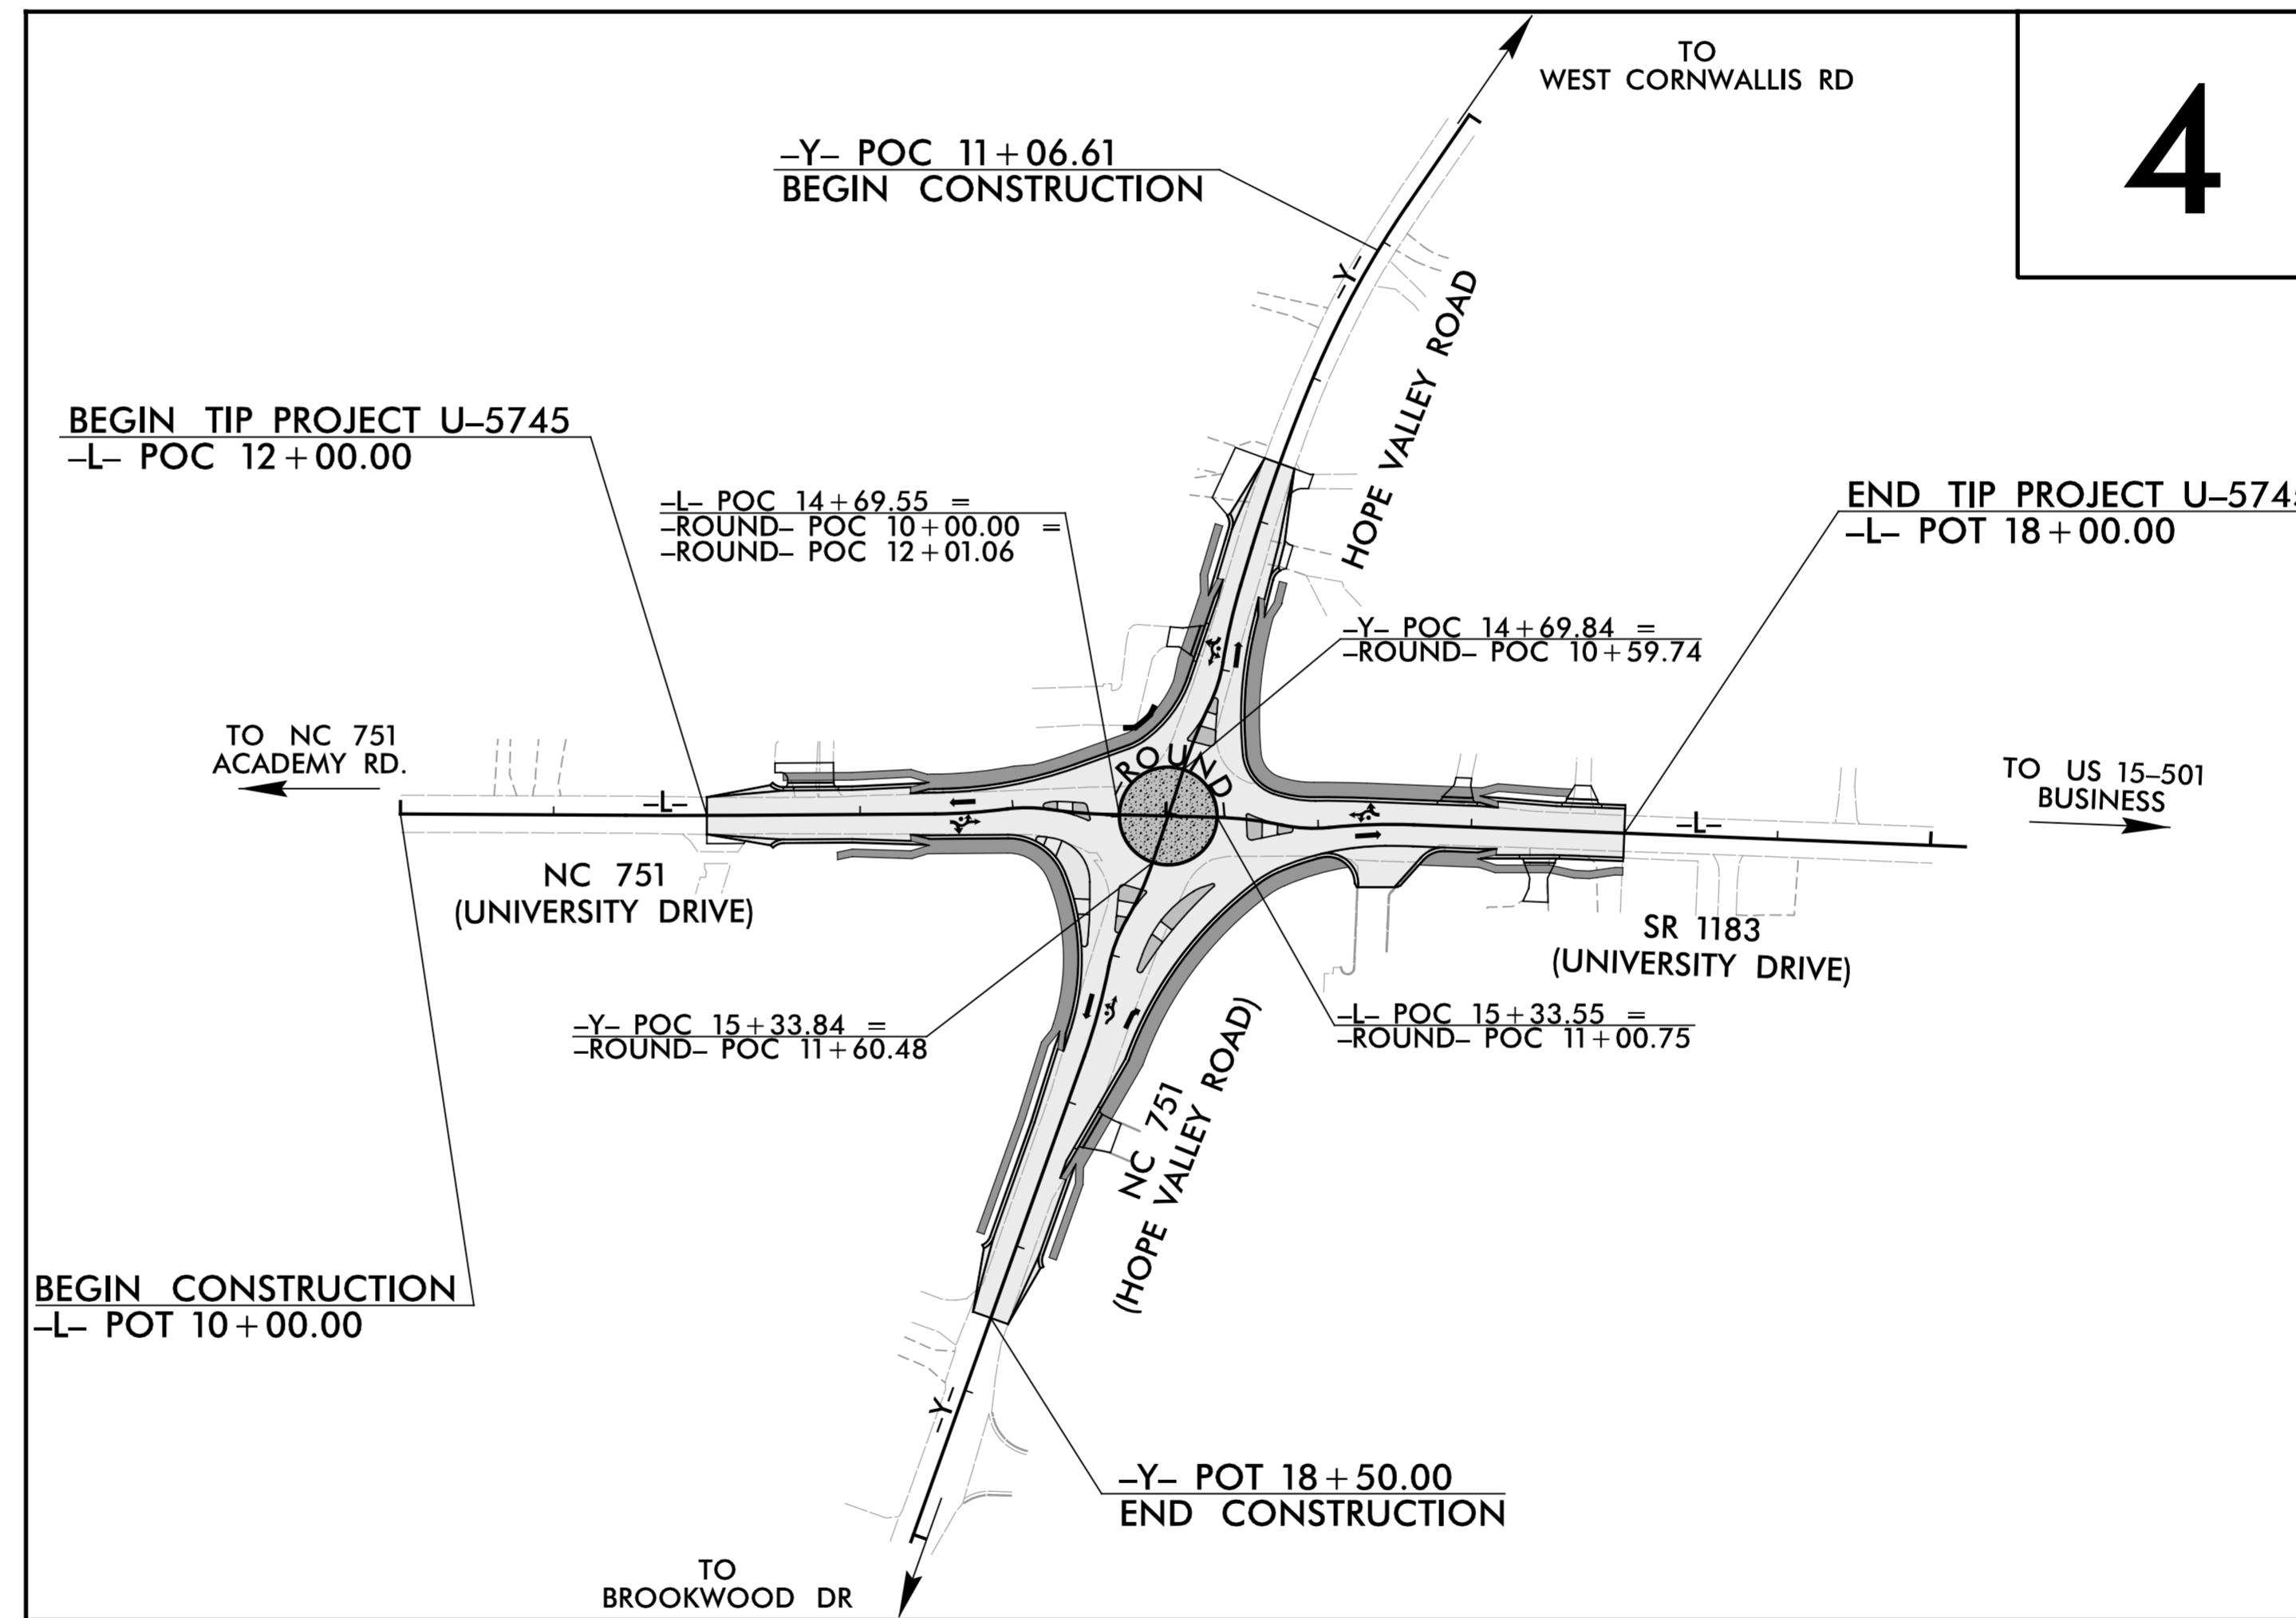 TO
WEST CORNWALLIS RD
4
–Y– POC 11+06.61
BEGIN CONSTRUCTION
–Y–
HOPE VALLEY ROAD
BEGIN TIP PROJECT U–5745
–L– POC 12+00.00
–L– POC 14+69.55 =
–ROUND– POC 10+00.00 =
–ROUND– POC 12+01.06
END TIP PROJECT U–5745
–L– POT 18+00.00
–Y– POC 14+69.84 =
–ROUND– POC 10+59.74
TO NC 751
ACADEMY RD.
–ROUND–
TO US 15–501
BUSINESS
–L–
–L–
NC 751
(UNIVERSITY DRIVE)
SR 1183
(UNIVERSITY DRIVE)
–Y– POC 15+33.84 =
–ROUND– POC 11+60.48
–L– POC 15+33.55 =
–ROUND– POC 11+00.75
NC 751
(HOPE VALLEY ROAD)
BEGIN CONSTRUCTION
–L– POT 10+00.00
–Y–
–Y– POT 18+50.00
END CONSTRUCTION
TO
BROOKWOOD DR